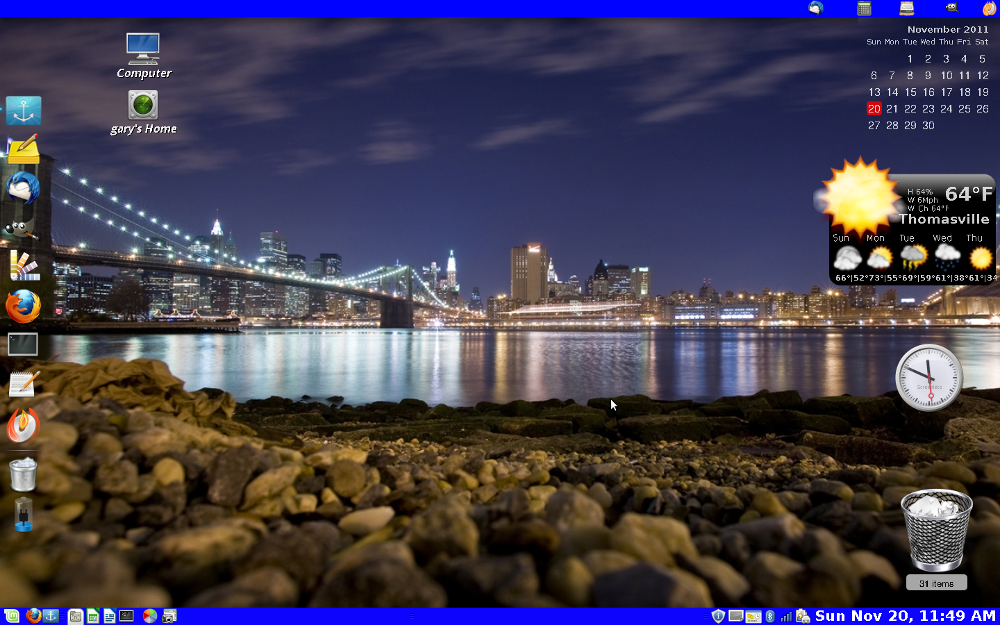 Computer
gary's Home
November 2011
Sun Mon Tue Wed Thu Fri Sat
1 2 3 4 5
6 7 8 9 10 11 12
13 14 15 16 17 18 19
20 21 22 23 24 25 26
27 28 29 30
H 64%
W 6Mph
W Ch 64°F
64°F
Thomasville
Sun Mon Tue Wed Thu
66°|52°73°|55°69°|59°61°|38°61°|34
Screenlets
31 items
Sun Nov 20, 11:49 AM